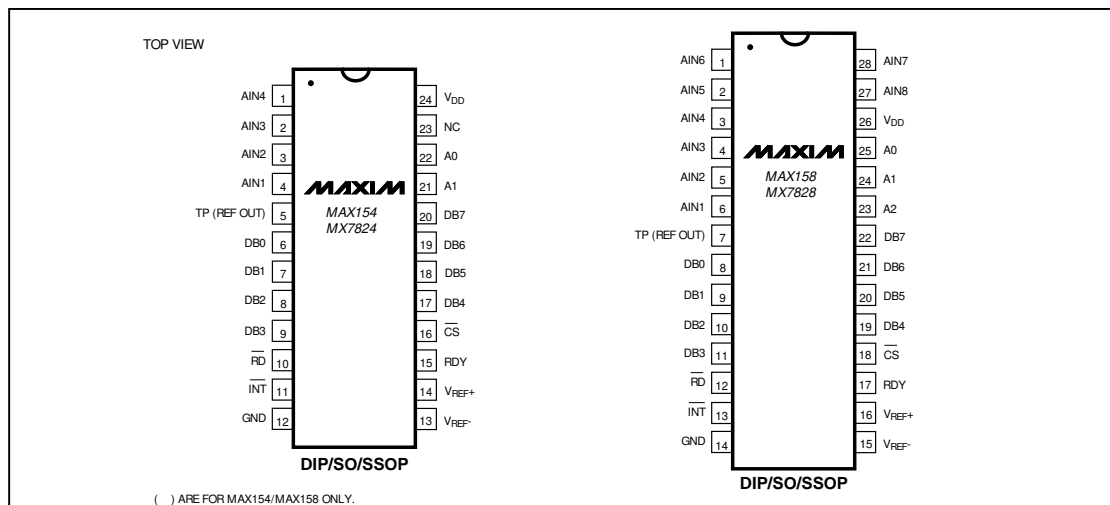 TOP VIEW
AIN4 1
AIN3 2
AIN2 3
AIN1 4
TP (REF OUT) 5
DB0 6
DB1 7
DB2 8
DB3 9
RD 10
INT 11
GND 12
24 VDD
23 NC
22 A0
21 A1
20 DB7
19 DB6
18 DB5
17 DB4
16 CS
15 RDY
14 VREF+
13 VREF-
MAXIM
MAX154
MX7824
DIP/SO/SSOP
( ) ARE FOR MAX154/MAX158 ONLY.
AIN6 1
AIN5 2
AIN4 3
AIN3 4
AIN2 5
AIN1 6
TP (REF OUT) 7
DB0 8
DB1 9
DB2 10
DB3 11
RD 12
INT 13
GND 14
28 AIN7
27 AIN8
26 VDD
25 A0
24 A1
23 A2
22 DB7
21 DB6
20 DB5
19 DB4
18 CS
17 RDY
16 VREF+
15 VREF-
MAXIM
MAX158
MX7828
DIP/SO/SSOP